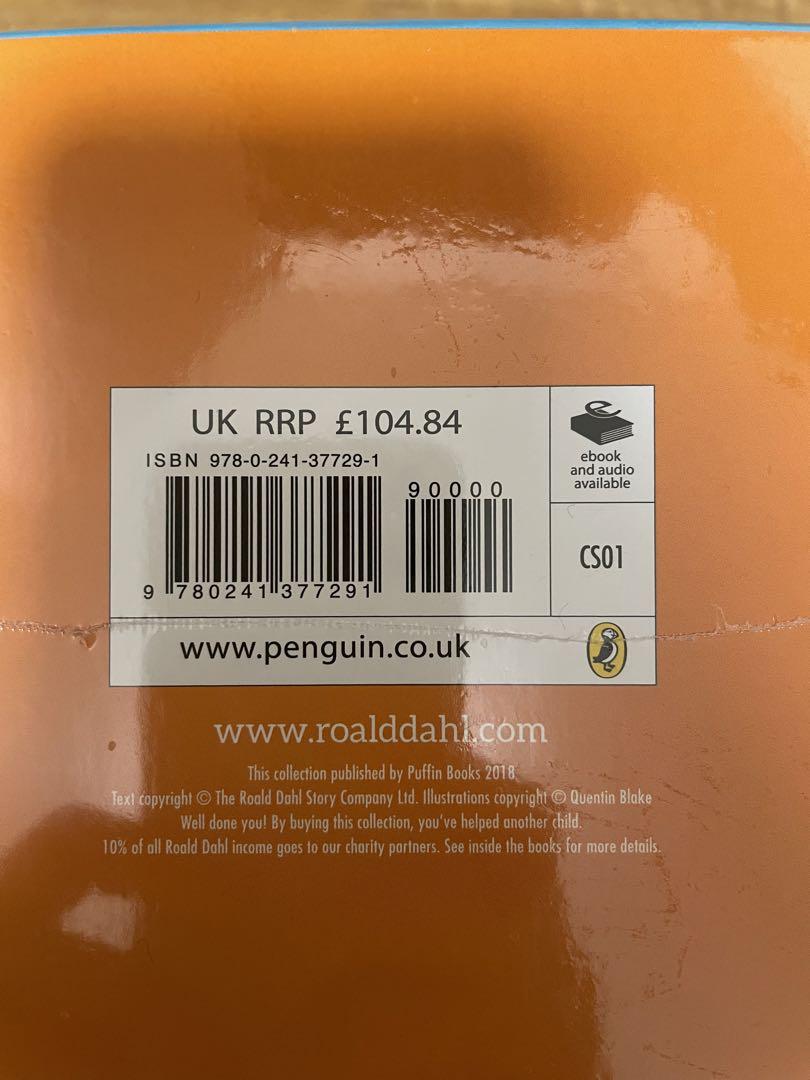 UK RRP £104.84
ISBN 978-0-241-37729-1
90000
9 780241 377291
e
ebook
and audio
available
CS01
www.penguin.co.uk
www.roalddahl.com
This collection published by Puffin Books 2018
Text copyright © The Roald Dahl Story Company Ltd. Illustrations copyright © Quentin Blake
Well done you! By buying this collection, you've helped another child.
10% of all Roald Dahl income goes to our charity partners. See inside the books for more details.